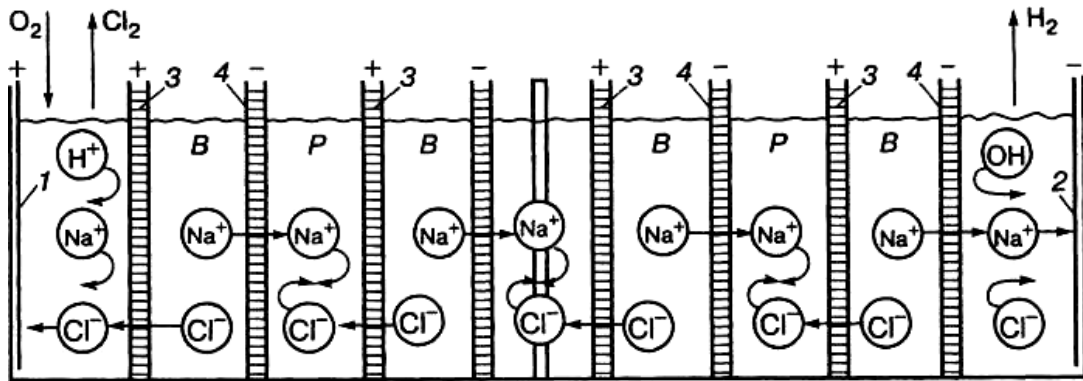 O₂ Cl₂ H₂
+ + 3 4 − + 3 − + 3 4 − + 3 4 − −
B P B B P B
H⁺ OH
1 2
Na⁺ Na⁺ Na⁺ Na⁺ Na⁺ Na⁺ Na⁺ Na⁺ Na⁺
Cl⁻ Cl⁻ Cl⁻ Cl⁻ Cl⁻ Cl⁻ Cl⁻ Cl⁻ Cl⁻